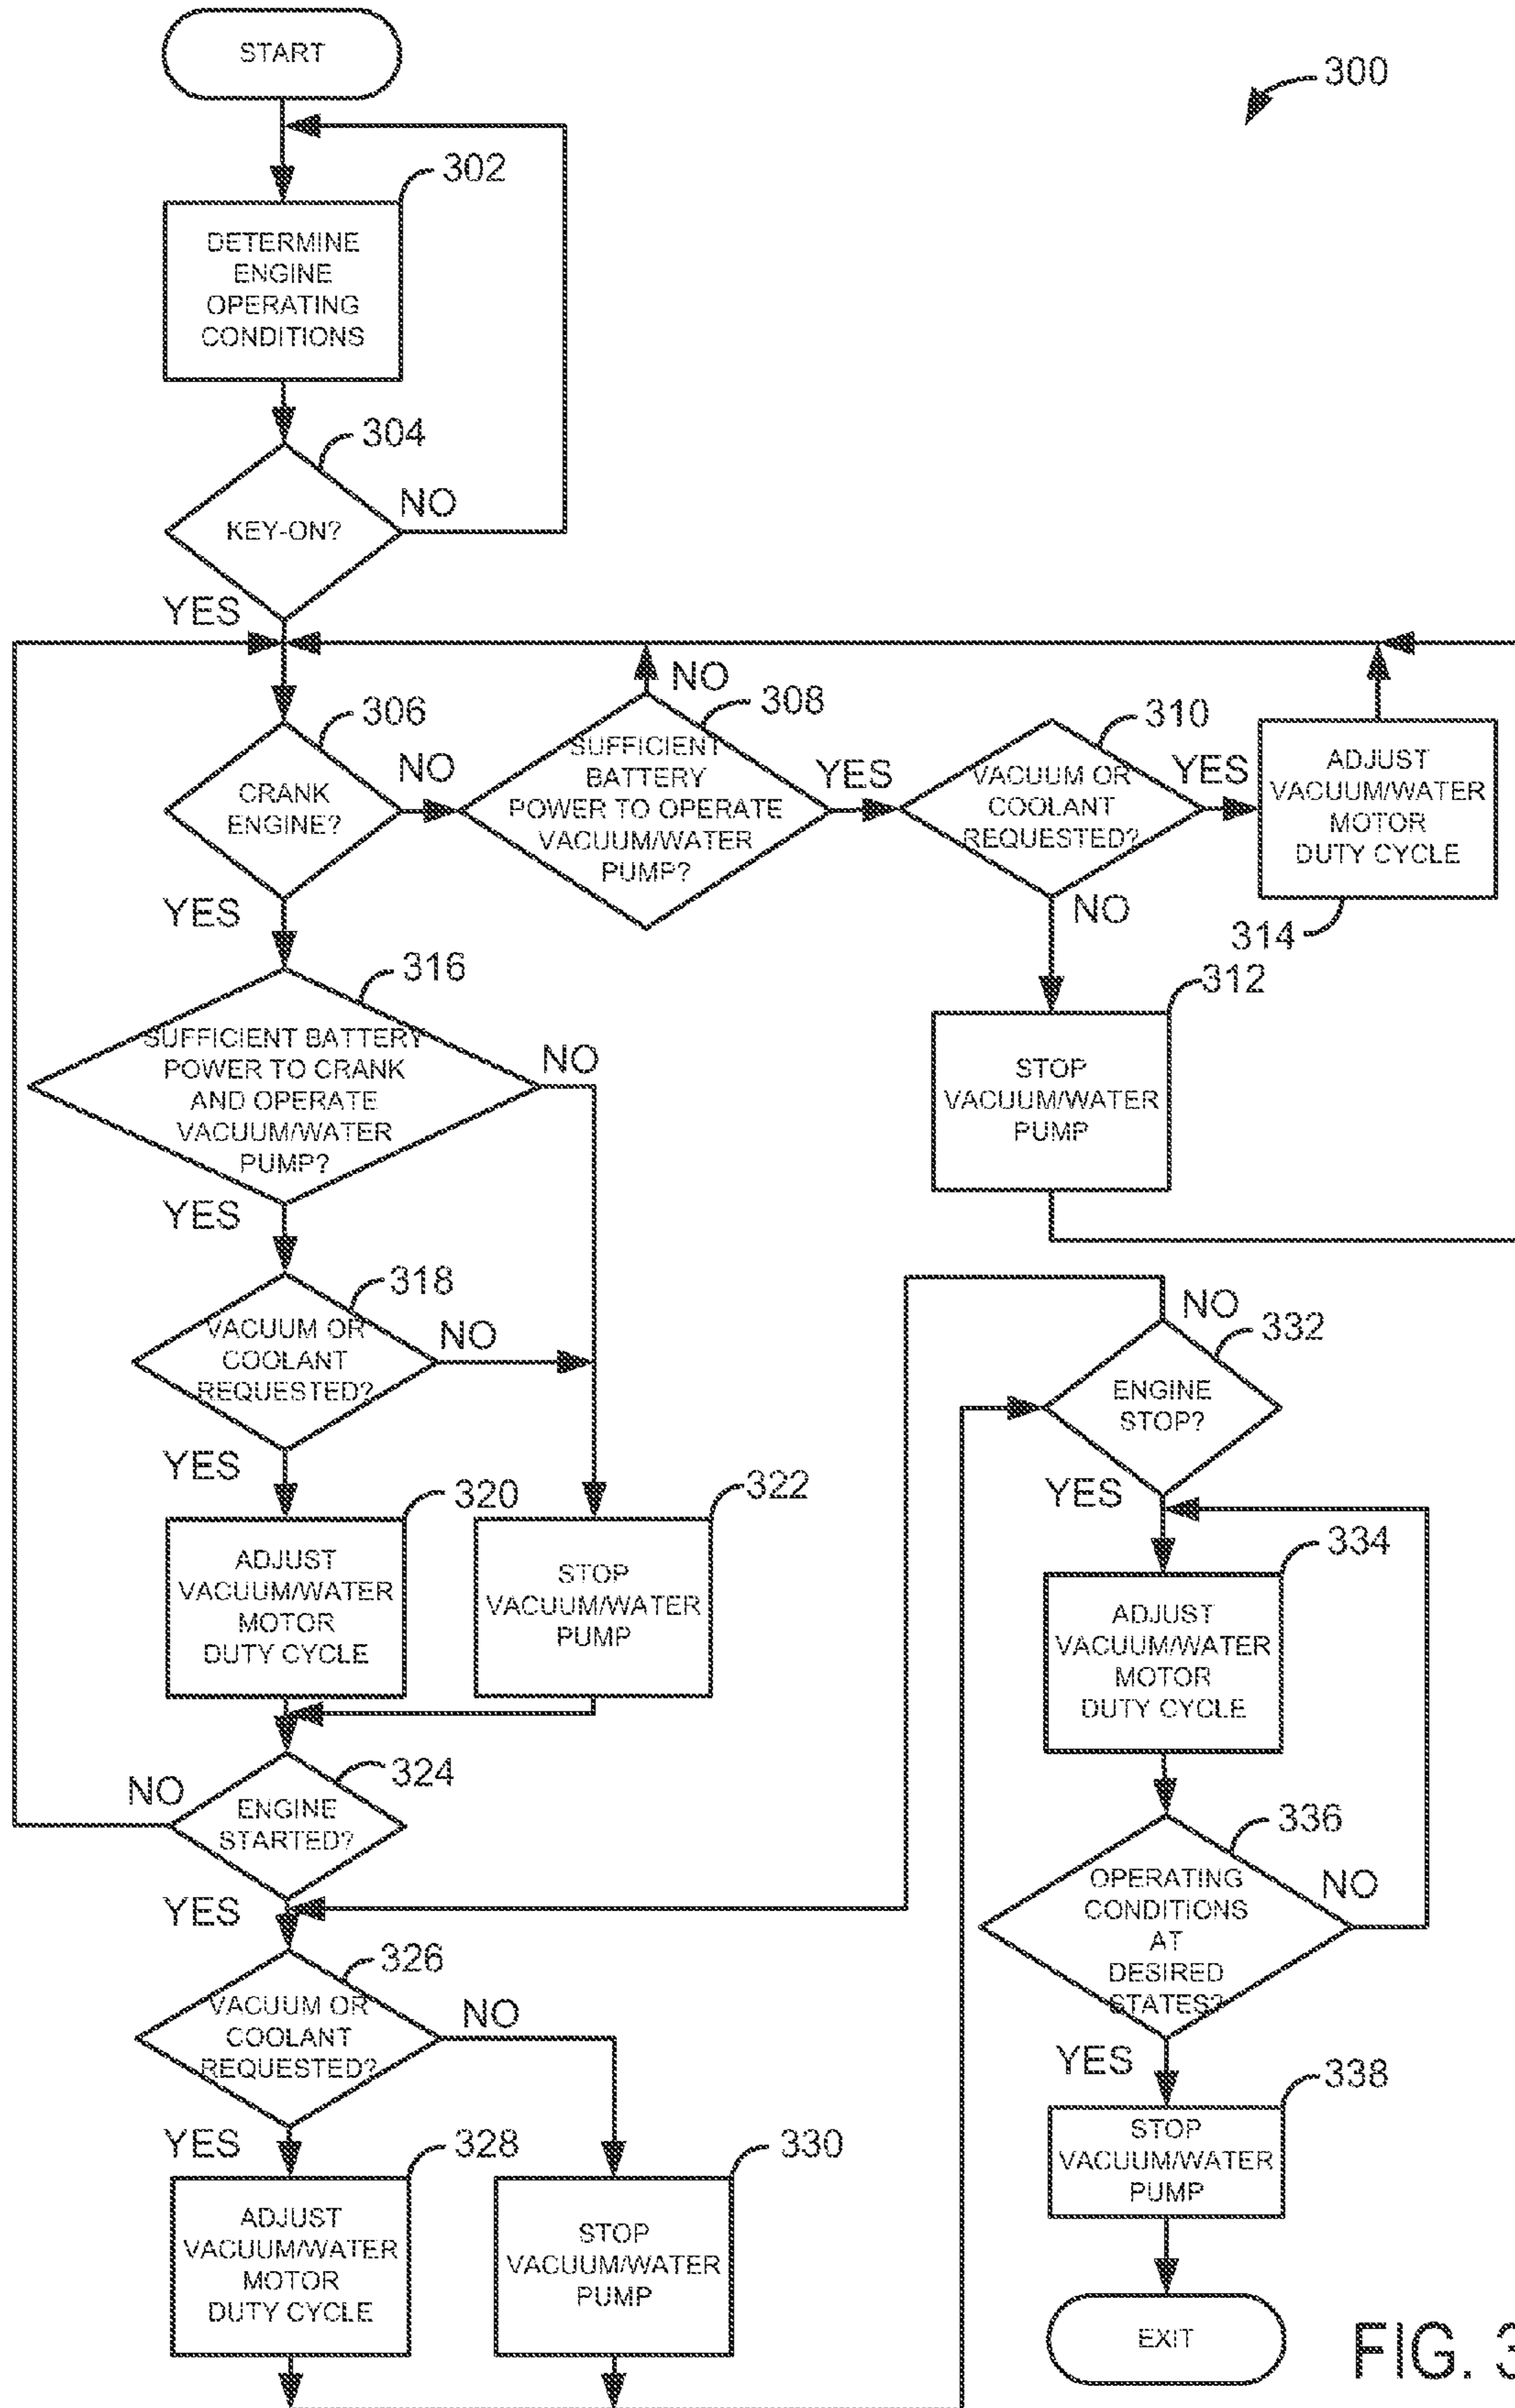 START
300
302
DETERMINE
ENGINE
OPERATING
CONDITIONS
304
KEY-ON?
NO
YES
306
CRANK
ENGINE?
NO
YES
NO
308
SUFFICIENT
BATTERY
POWER TO OPERATE
VACUUM/WATER
PUMP?
YES
310
VACUUM OR
COOLANT
REQUESTED?
YES
NO
ADJUST
VACUUM/WATER
MOTOR
DUTY CYCLE
314
312
STOP
VACUUM/WATER
PUMP
316
SUFFICIENT BATTERY
POWER TO CRANK
AND OPERATE
VACUUM/WATER
PUMP?
NO
YES
318
VACUUM OR
COOLANT
REQUESTED?
NO
YES
320
ADJUST
VACUUM/WATER
MOTOR
DUTY CYCLE
322
STOP
VACUUM/WATER
PUMP
324
ENGINE
STARTED?
NO
YES
326
VACUUM OR
COOLANT
REQUESTED?
NO
YES
328
ADJUST
VACUUM/WATER
MOTOR
DUTY CYCLE
330
STOP
VACUUM/WATER
PUMP
NO
332
ENGINE
STOP?
YES
334
ADJUST
VACUUM/WATER
MOTOR
DUTY CYCLE
336
OPERATING
CONDITIONS
AT
DESIRED
STATES?
NO
YES
338
STOP
VACUUM/WATER
PUMP
EXIT
FIG. 3